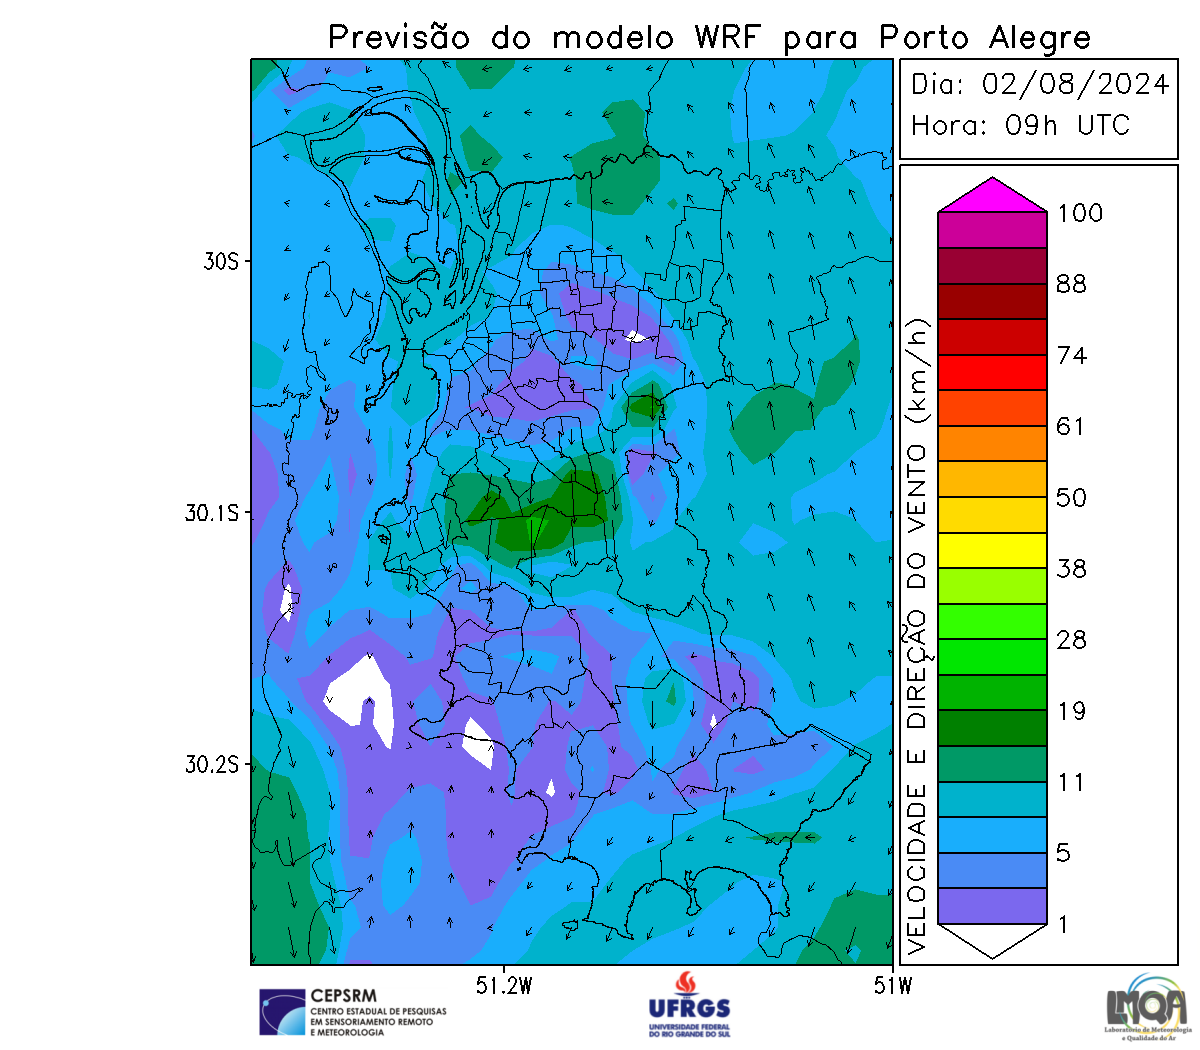 Previsão do modelo WRF para Porto Alegre
Dia: 02/08/2024
Hora: 09h UTC
30S
30.1S
30.2S
51.2W
51W
VELOCIDADE E DIREÇÃO DO VENTO (km/h)
100
88
74
61
50
38
28
19
11
5
1
CEPSRM
CENTRO ESTADUAL DE PESQUISAS
EM SENSORIAMENTO REMOTO
E METEOROLOGIA
UFRGS
UNIVERSIDADE FEDERAL
DO RIO GRANDE DO SUL
LMQA
Laboratório de Meteorologia
e Qualidade do Ar